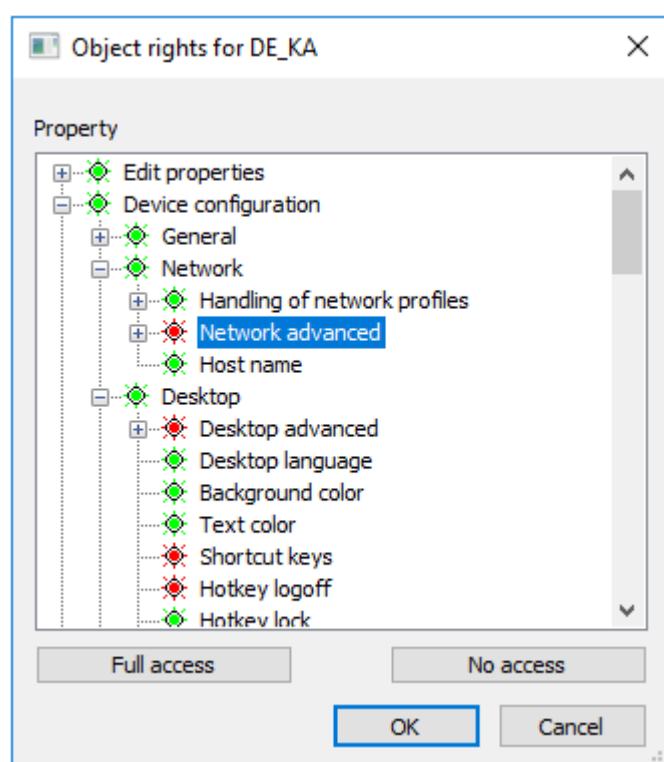 Object rights for DE_KA
Property
Edit properties
Device configuration
General
Network
Handling of network profiles
Network advanced
Host name
Desktop
Desktop advanced
Desktop language
Background color
Text color
Shortcut keys
Hotkey logoff
Hotkey lock
Full access No access
OK Cancel